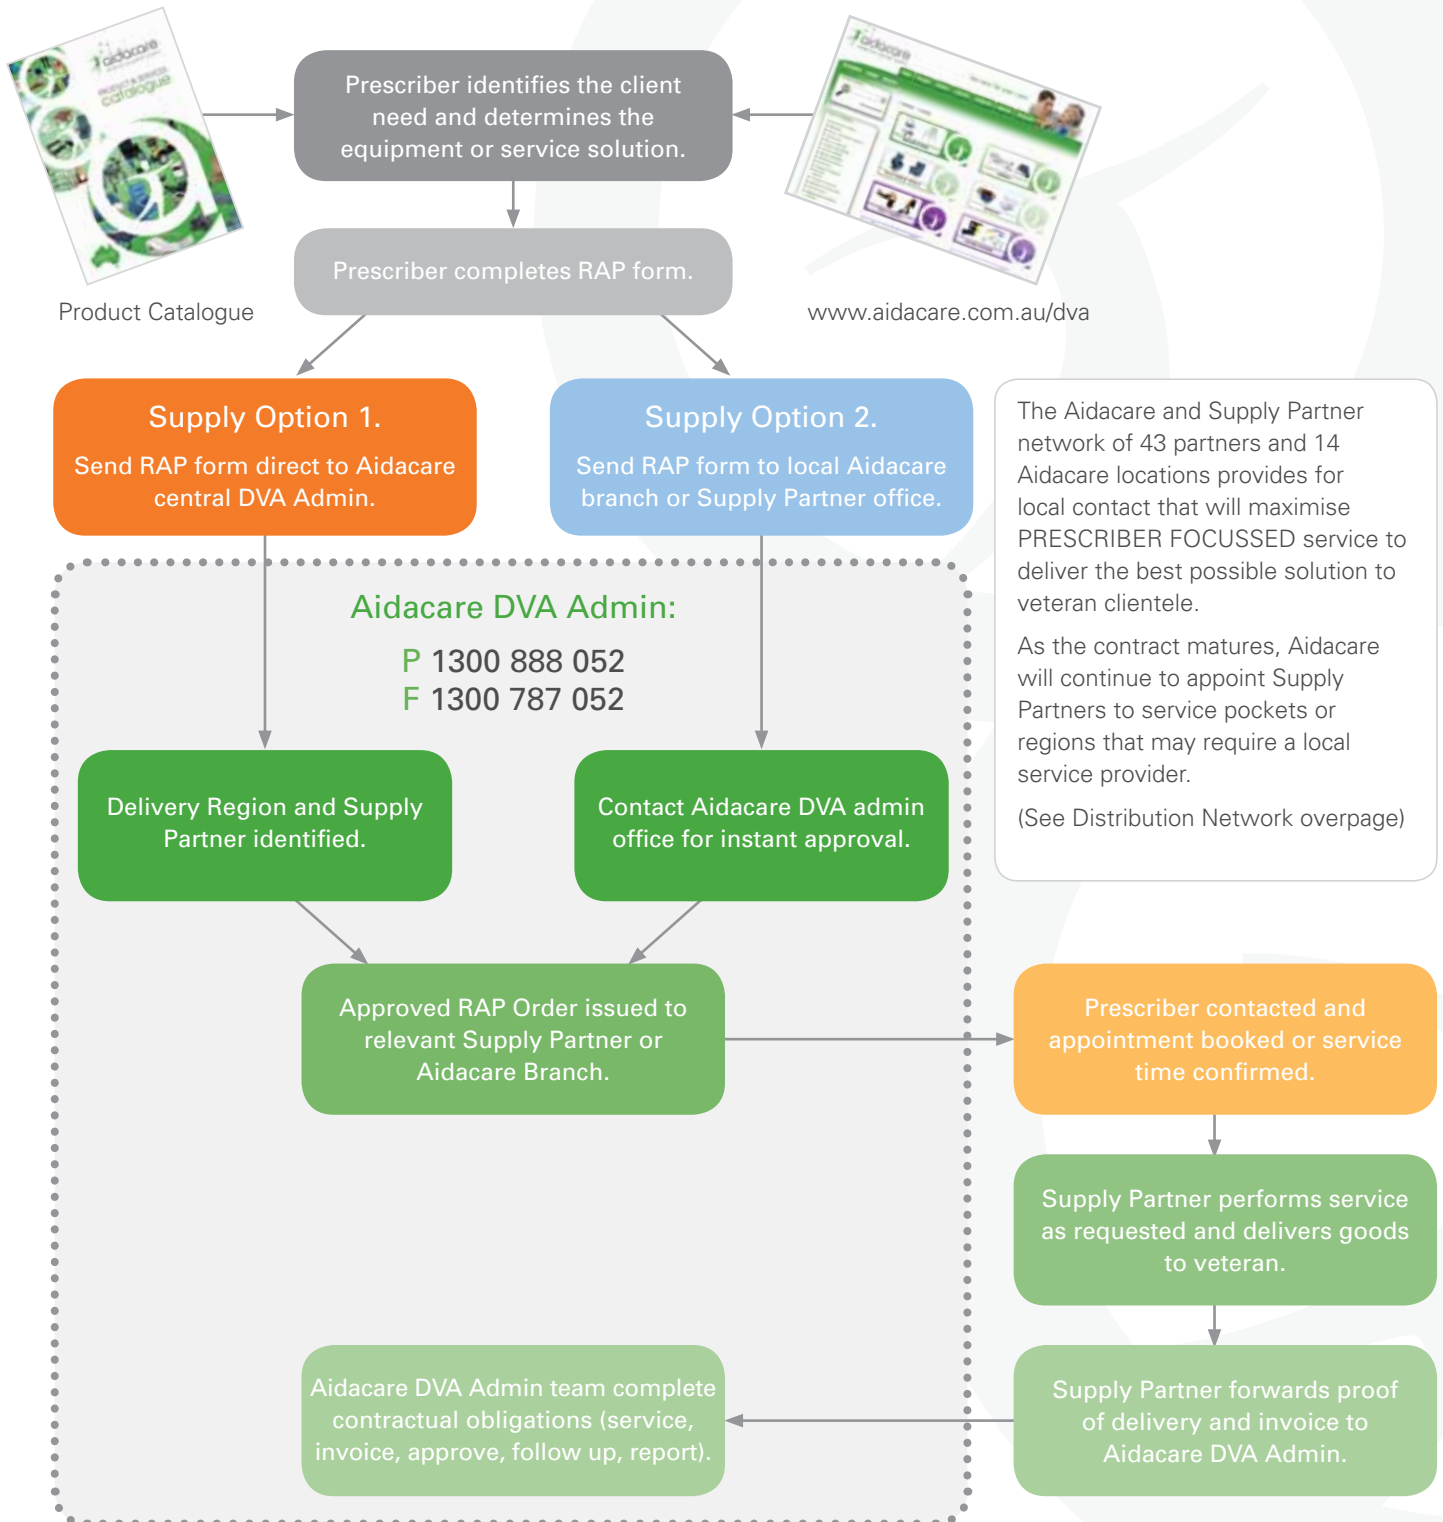 aidacare
catalogue
aidacare
Prescriber identifies the client
need and determines the
equipment or service solution.
Prescriber completes RAP form.
Product Catalogue
www.aidacare.com.au/dva
Supply Option 1.
Send RAP form direct to Aidacare
central DVA Admin.
Supply Option 2.
Send RAP form to local Aidacare
branch or Supply Partner office.
The Aidacare and Supply Partner
network of 43 partners and 14
Aidacare locations provides for
local contact that will maximise
PRESCRIBER FOCUSSED service to
deliver the best possible solution to
veteran clientele.
As the contract matures, Aidacare
will continue to appoint Supply
Partners to service pockets or
regions that may require a local
service provider.
(See Distribution Network overpage)
Aidacare DVA Admin:
P 1300 888 052
F 1300 787 052
Delivery Region and Supply
Partner identified.
Contact Aidacare DVA admin
office for instant approval.
Approved RAP Order issued to
relevant Supply Partner or
Aidacare Branch.
Prescriber contacted and
appointment booked or service
time confirmed.
Supply Partner performs service
as requested and delivers goods
to veteran.
Supply Partner forwards proof
of delivery and invoice to
Aidacare DVA Admin.
Aidacare DVA Admin team complete
contractual obligations (service,
invoice, approve, follow up, report).